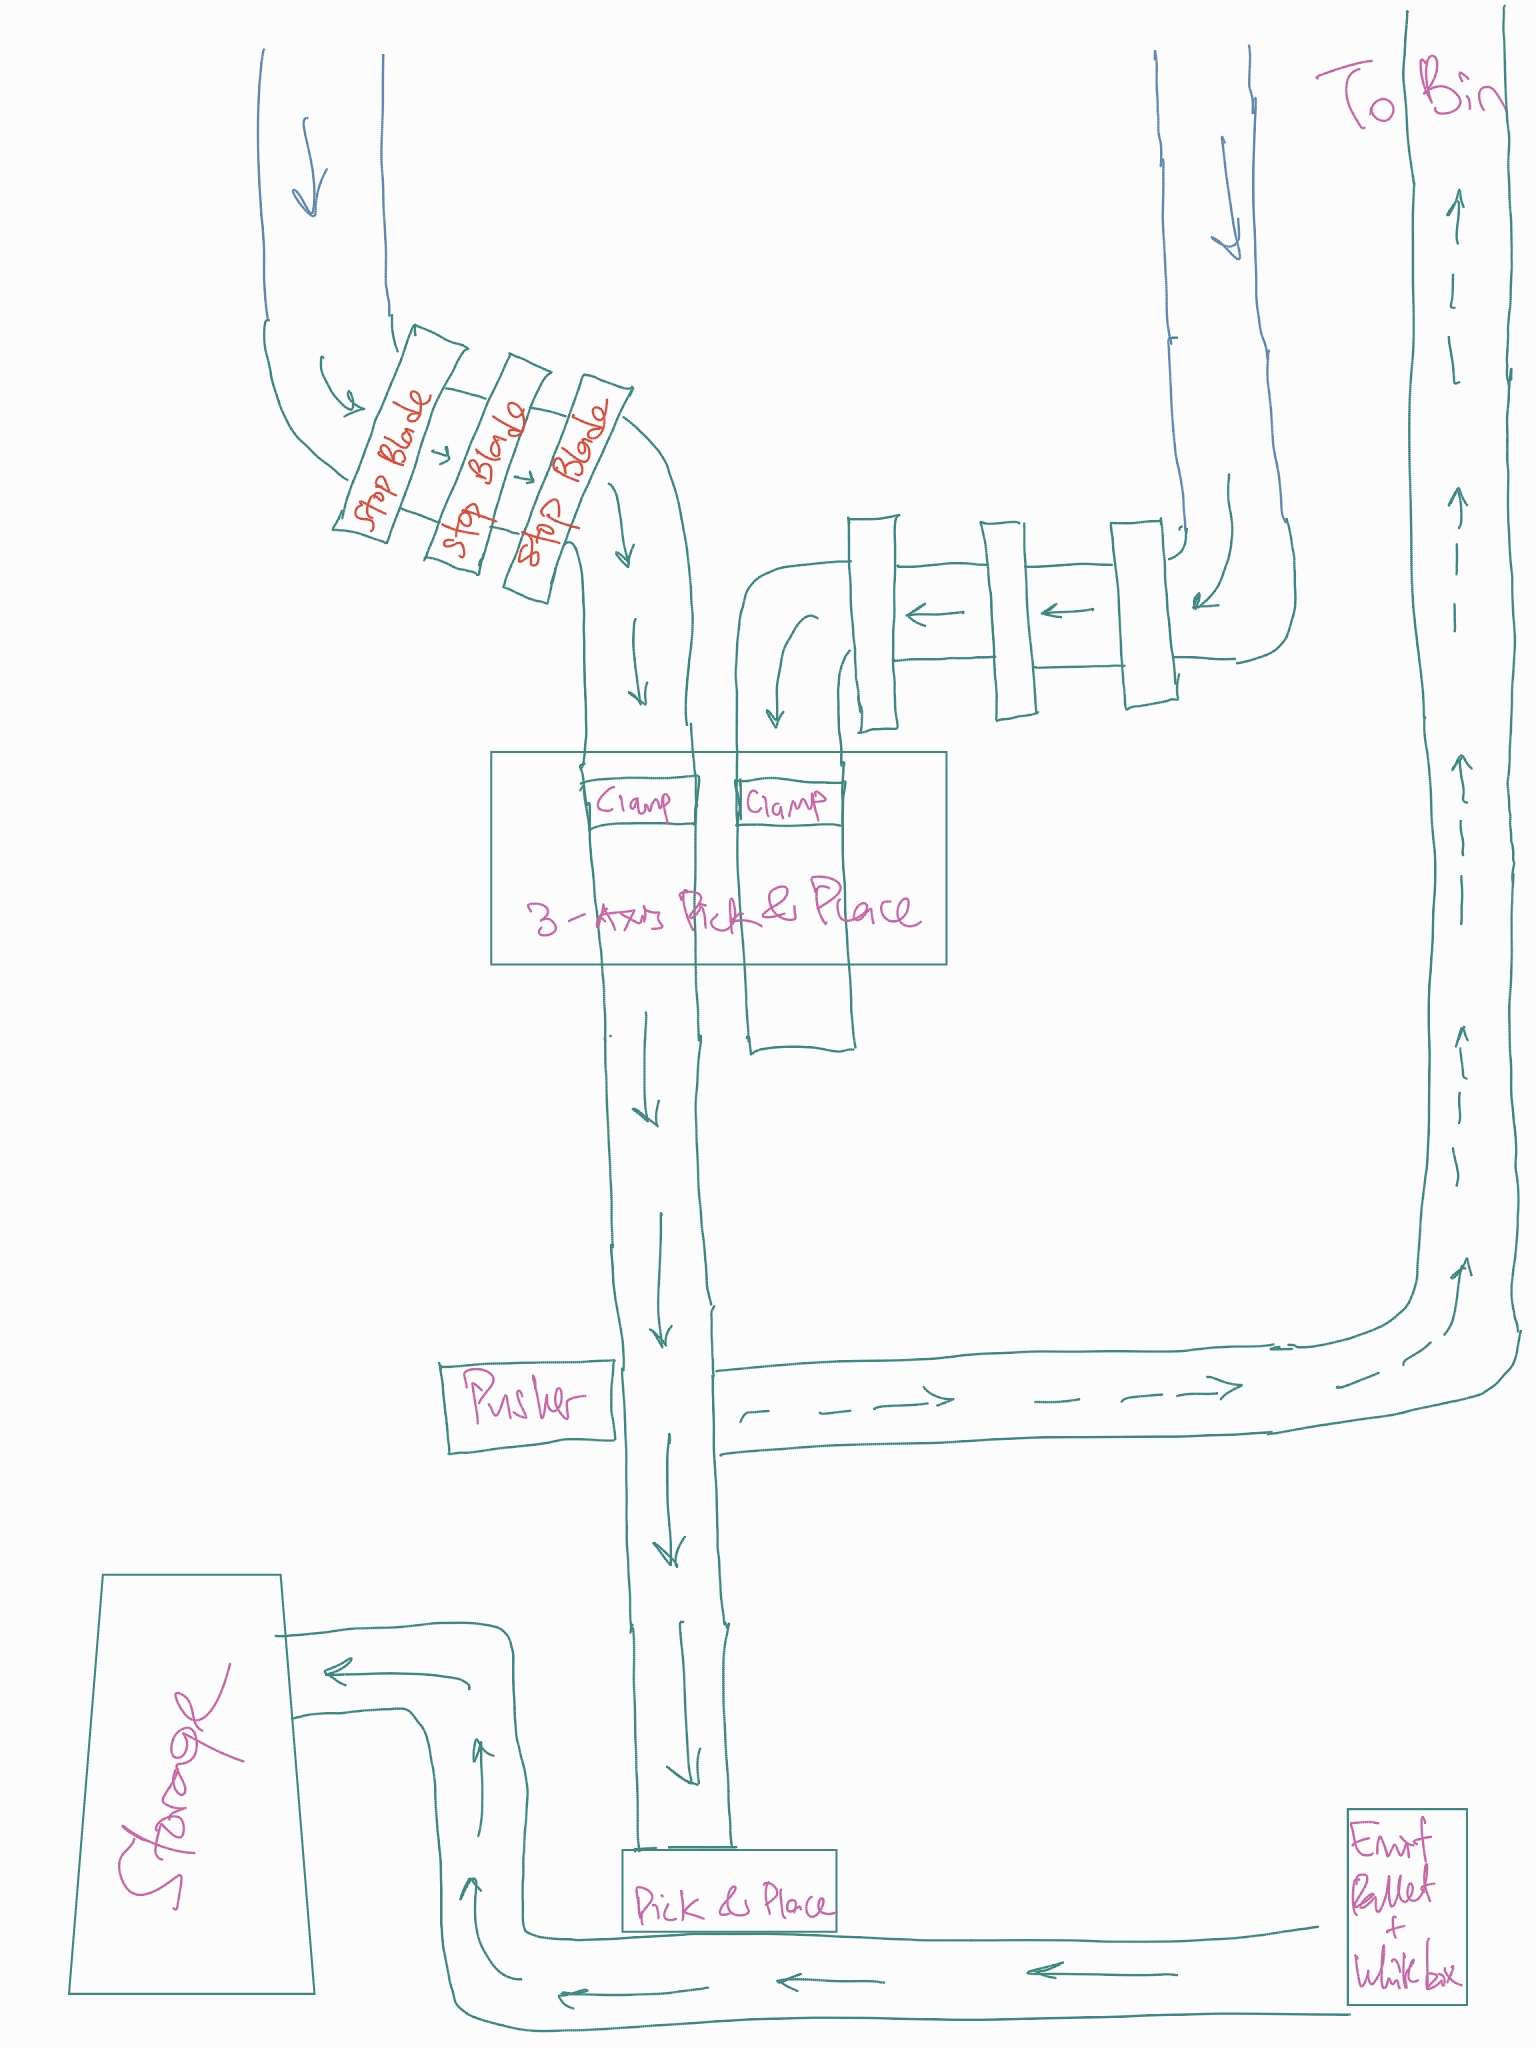 To Bin
Stop Blade
Stop Blade
Stop Blade
Clamp
Clamp
3-Axis Pick & Place
Pusher
Storage
Pick & Place
Emit
Pallet
+
White box